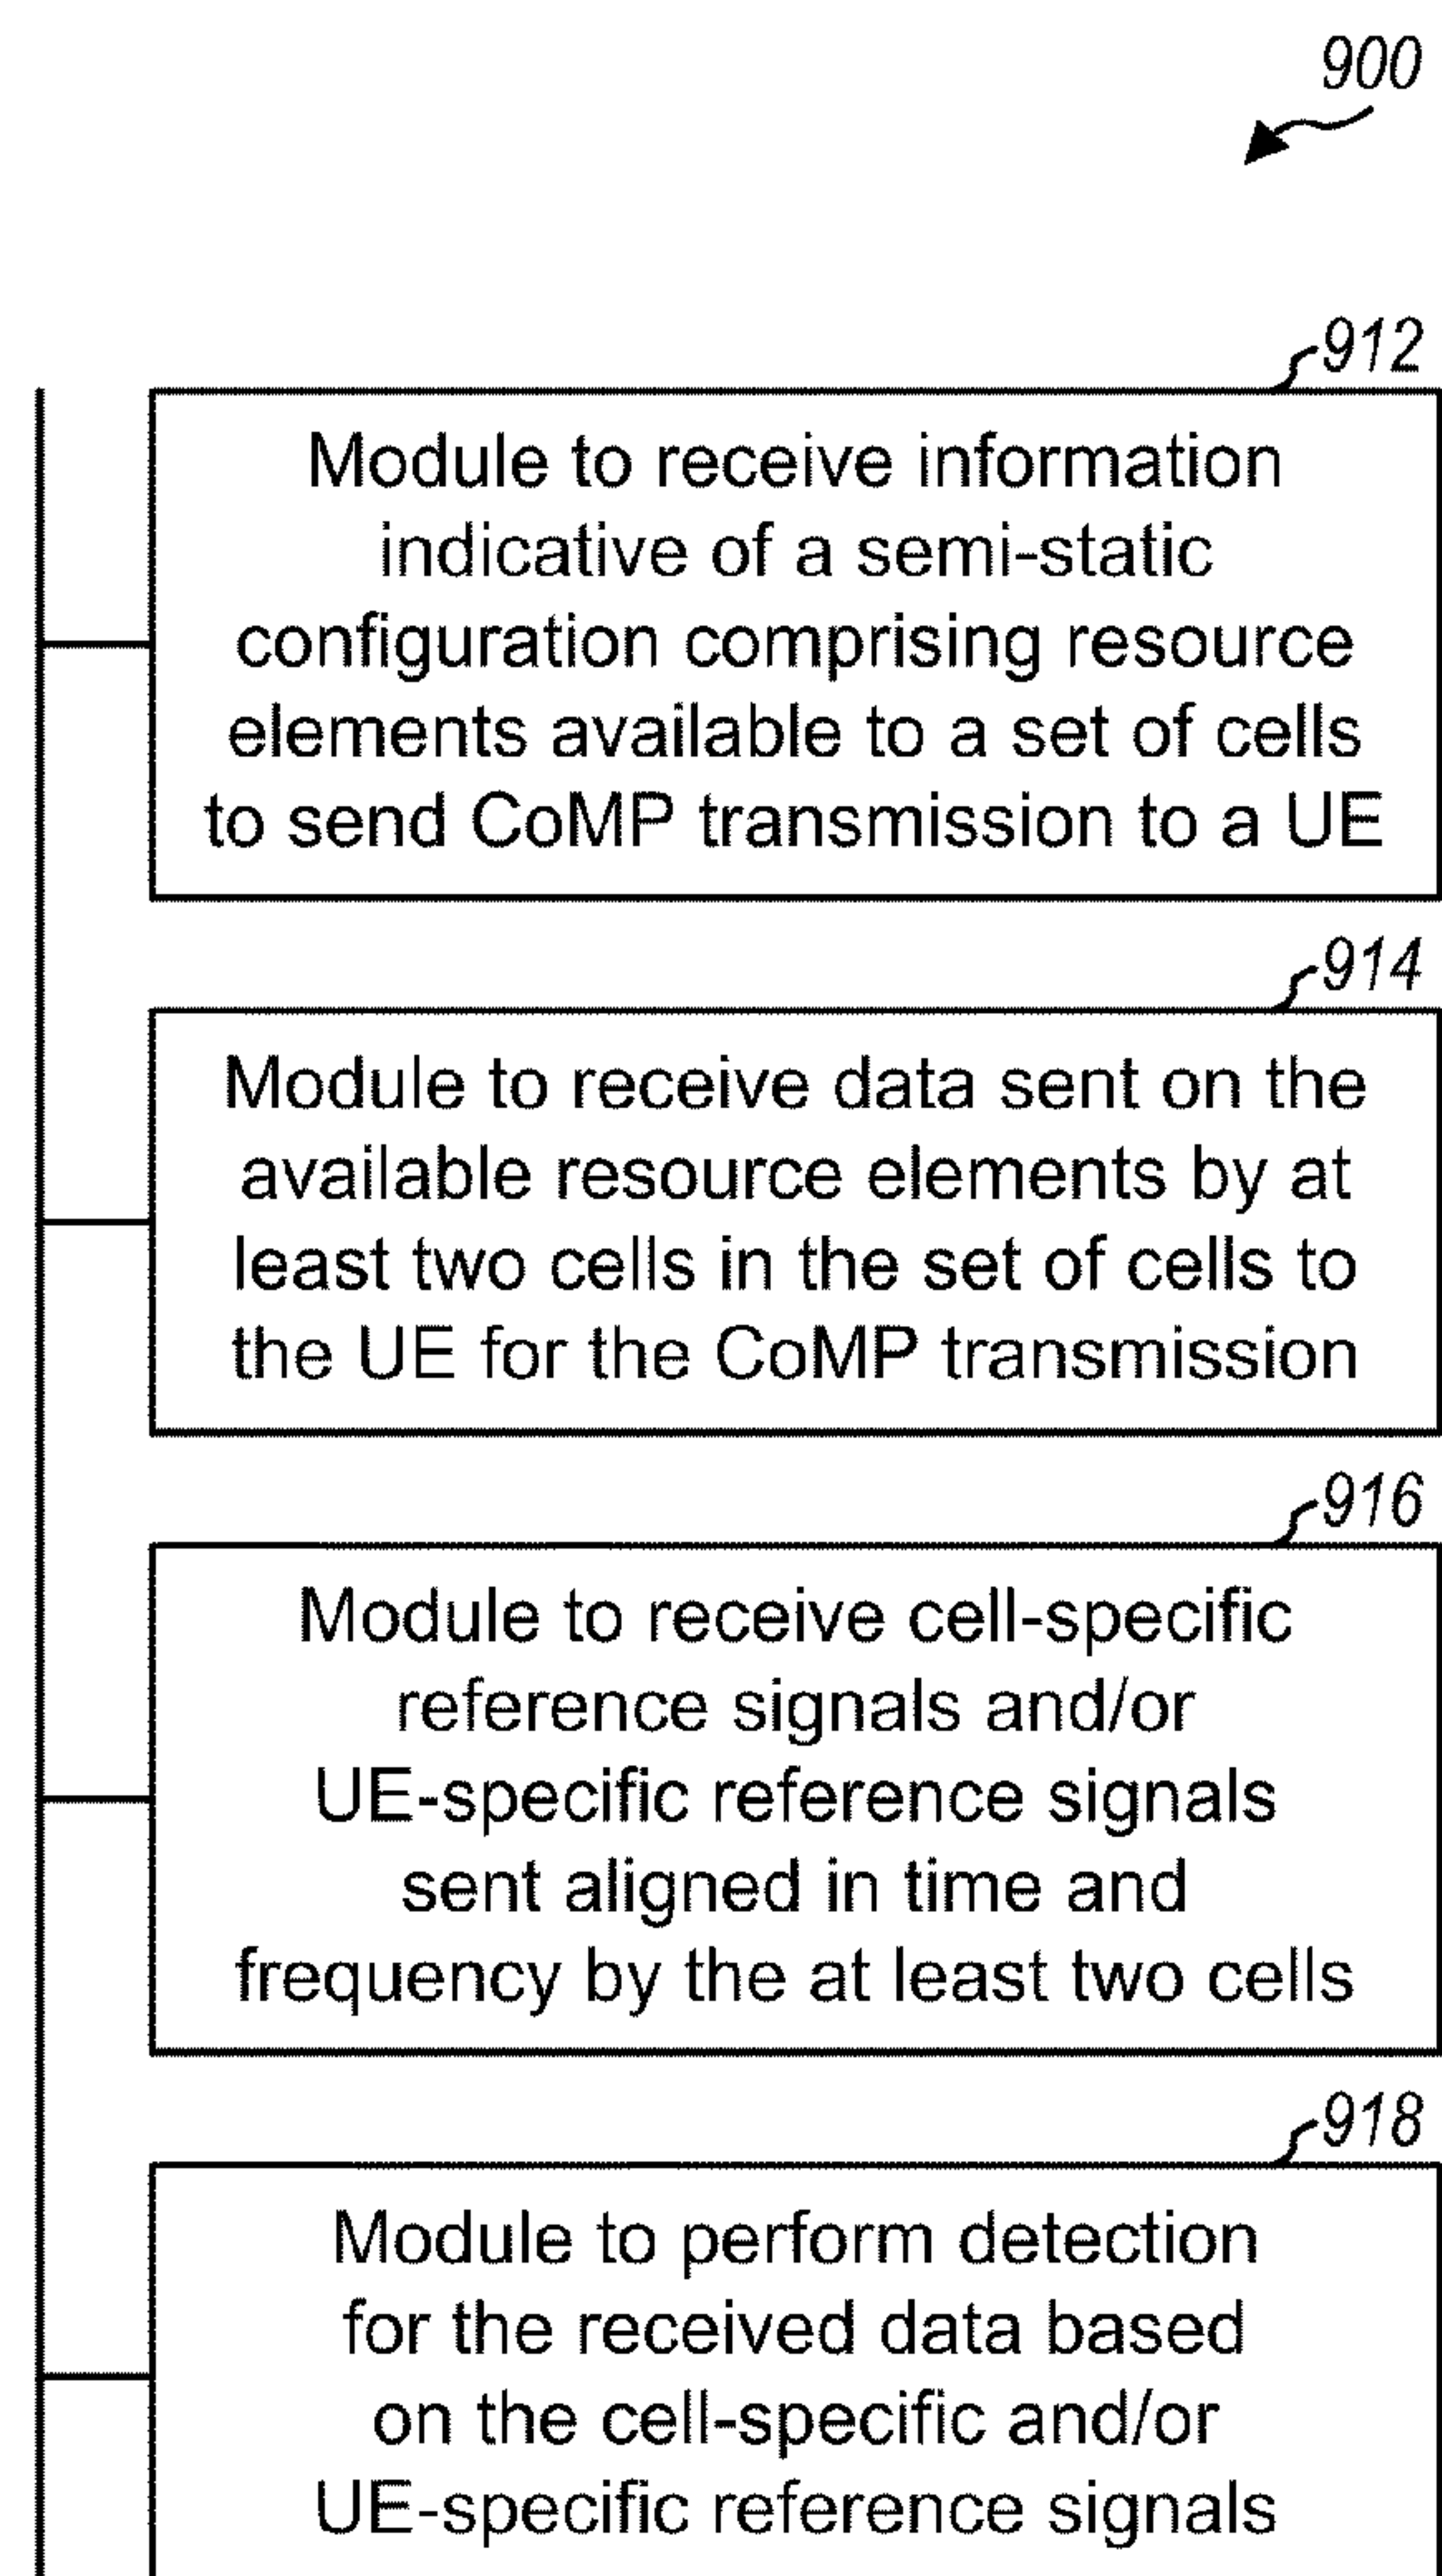 900
912
Module to receive information
indicative of a semi-static
configuration comprising resource
elements available to a set of cells
to send CoMP transmission to a UE
914
Module to receive data sent on the
available resource elements by at
least two cells in the set of cells to
the UE for the CoMP transmission
916
Module to receive cell-specific
reference signals and/or
UE-specific reference signals
sent aligned in time and
frequency by the at least two cells
918
Module to perform detection
for the received data based
on the cell-specific and/or
UE-specific reference signals